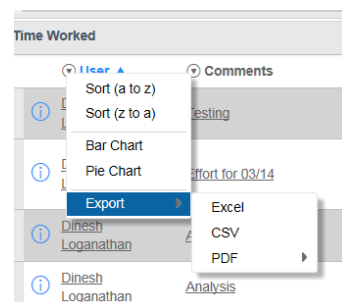 Time Worked
User Comments
Sort (a to z)
Sort (z to a)
Testing
Bar Chart
Pie Chart
Effort for 03/14
Export
Excel
CSV
PDF
Dinesh
Loganathan
Dinesh
Loganathan
Analysis